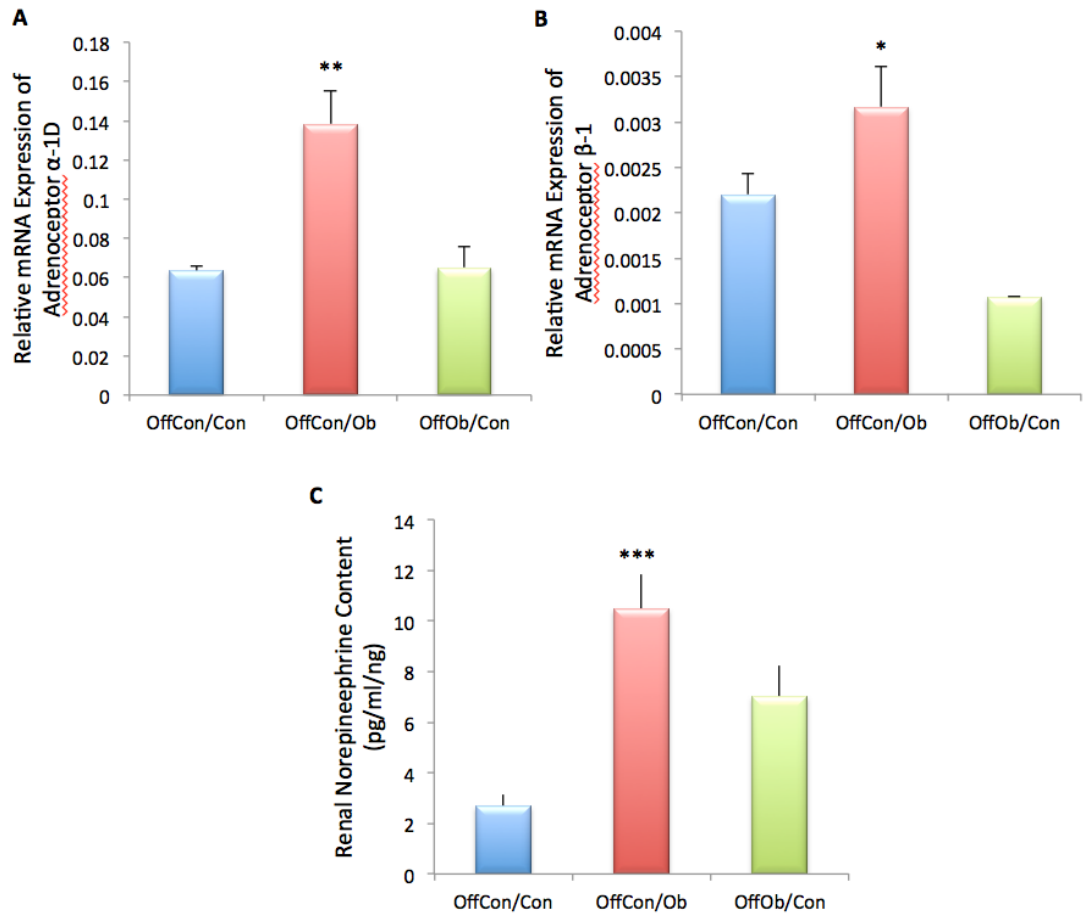 A
Relative mRNA Expression of
Adrenoceptor α-1D
0.18
0.16
0.14
0.12
0.1
0.08
0.06
0.04
0.02
0
**
OffCon/Con
OffCon/Ob
OffOb/Con
B
Relative mRNA Expression of
Adrenoceptor β-1
0.004
0.0035
0.003
0.0025
0.002
0.0015
0.001
0.0005
0
*
OffCon/Con
OffCon/Ob
OffOb/Con
C
Renal Norepineephrine Content
(pg/ml/ng)
14
12
10
8
6
4
2
0
***
OffCon/Con
OffCon/Ob
OffOb/Con